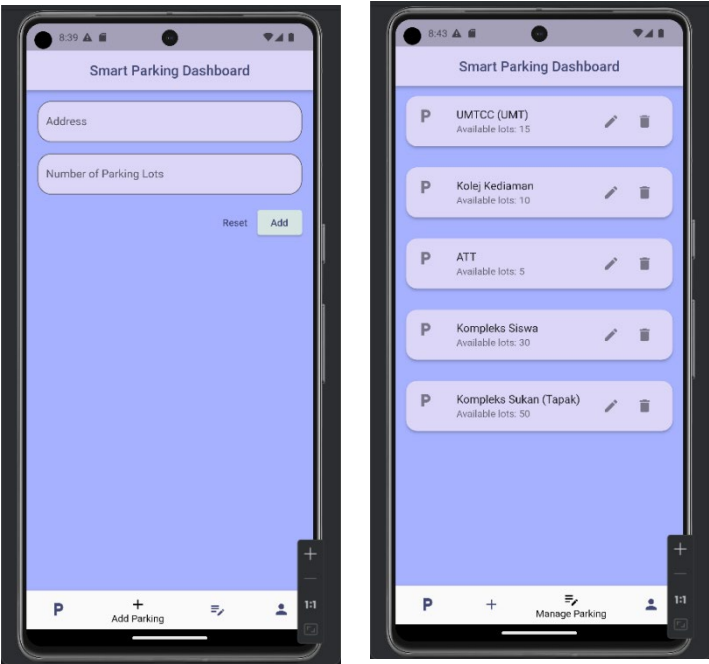 8:39
Smart Parking Dashboard
Address
Number of Parking Lots
Reset Add
P
Add Parking
1:1
8:43
Smart Parking Dashboard
P UMTCC (UMT)
Available lots: 15
P Kolej Kediaman
Available lots: 10
P ATT
Available lots: 5
P Kompleks Siswa
Available lots: 30
P Kompleks Sukan (Tapak)
Available lots: 50
P
Manage Parking
1:1